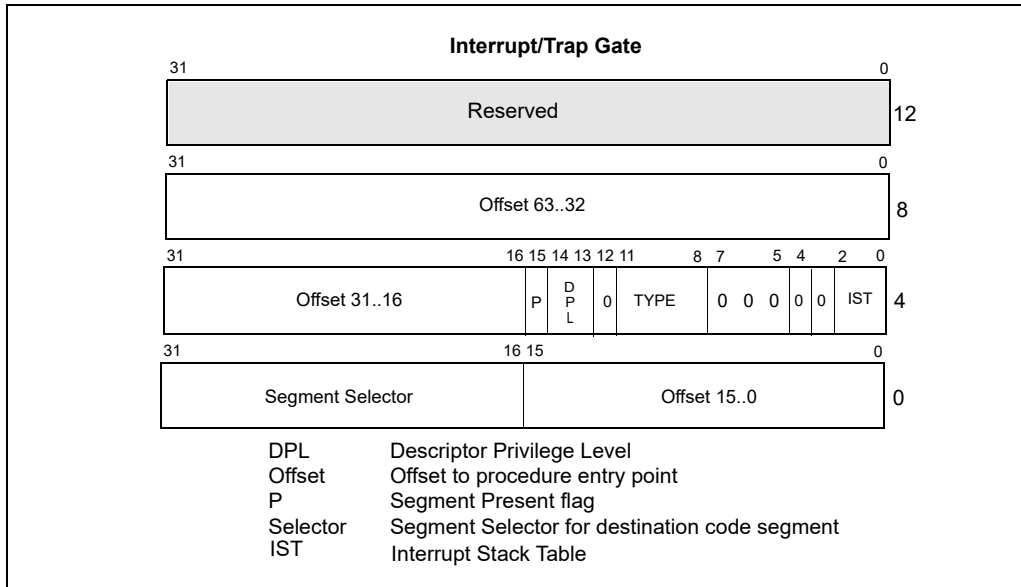 Interrupt/Trap Gate
31 0
Reserved 12
31 0
Offset 63..32 8
31 16 15 14 13 12 11 8 7 5 4 2 0
Offset 31..16 P DPL 0 TYPE 0 0 0 0 0 IST 4
31 16 15 0
Segment Selector Offset 15..0 0
DPL Descriptor Privilege Level
Offset Offset to procedure entry point
P Segment Present flag
Selector Segment Selector for destination code segment
IST Interrupt Stack Table